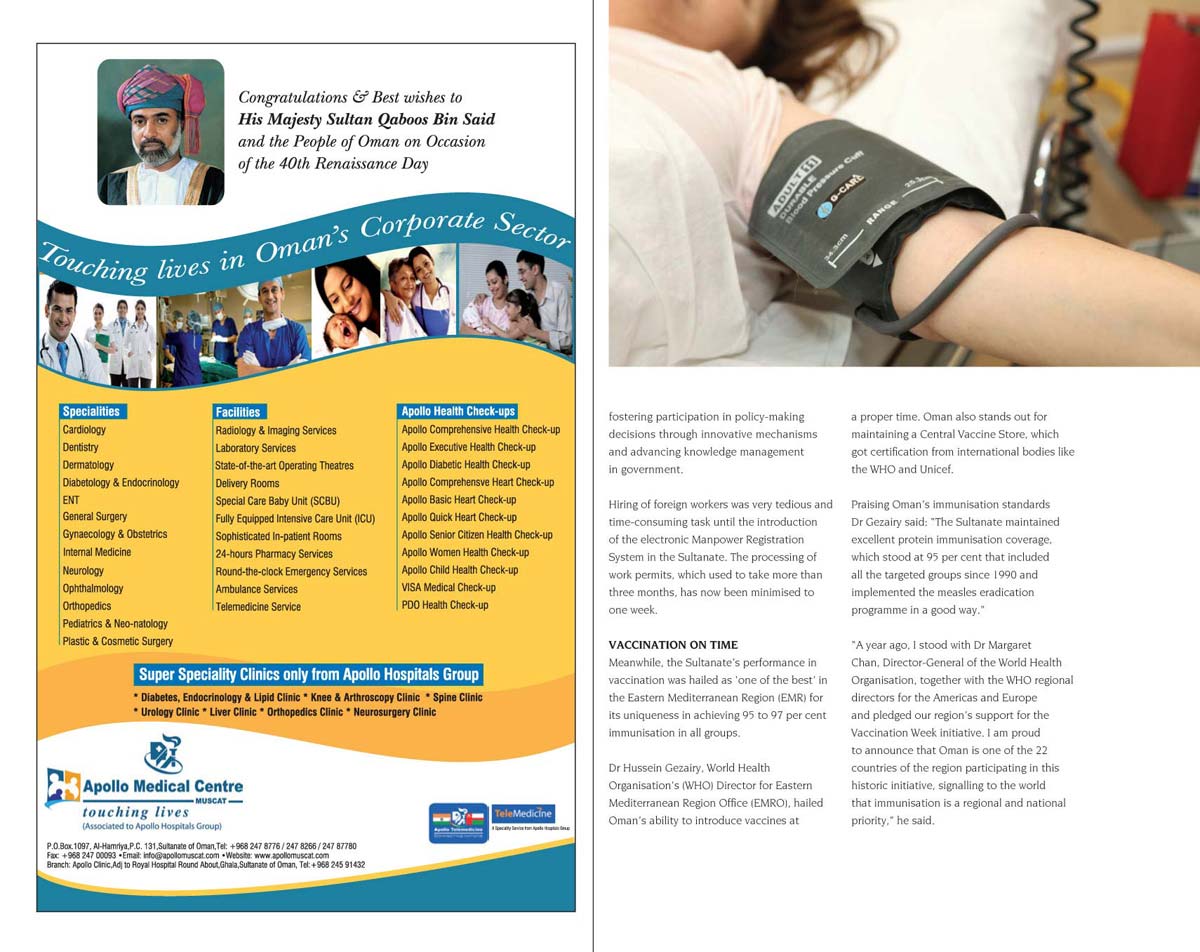 Congratulations & Best wishes to
His Majesty Sultan Qaboos Bin Said
and the People of Oman on Occasion
of the 40th Renaissance Day
Touching lives in Oman's Corporate Sector
Specialities
Cardiology
Dentistry
Dermatology
Diabetology & Endocrinology
ENT
General Surgery
Gynaecology & Obstetrics
Internal Medicine
Neurology
Ophthalmology
Orthopedics
Pediatrics & Neo-natology
Plastic & Cosmetic Surgery
Facilities
Radiology & Imaging Services
Laboratory Services
State-of-the-art Operating Theatres
Delivery Rooms
Special Care Baby Unit (SCBU)
Fully Equipped Intensive Care Unit (ICU)
Sophisticated In-patient Rooms
24-hours Pharmacy Services
Round-the-clock Emergency Services
Ambulance Services
Telemedicine Service
Apollo Health Check-ups
Apollo Comprehensive Health Check-up
Apollo Executive Health Check-up
Apollo Diabetic Health Check-up
Apollo Comprehensve Heart Check-up
Apollo Basic Heart Check-up
Apollo Quick Heart Check-up
Apollo Senior Citizen Health Check-up
Apollo Women Health Check-up
Apollo Child Health Check-up
VISA Medical Check-up
PDO Health Check-up
Super Speciality Clinics only from Apollo Hospitals Group
* Diabetes, Endocrinology & Lipid Clinic * Knee & Arthroscopy Clinic * Spine Clinic
* Urology Clinic * Liver Clinic * Orthopedics Clinic * Neurosurgery Clinic
Apollo Medical Centre
MUSCAT
touching lives
(Associated to Apollo Hospitals Group)
Apollo Telemedicine
TeleMedicine
A Speciality Service from Apollo Hospitals Group
P.O.Box.1097, Al-Hamriya,P.C. 131,Sultanate of Oman,Tel: +968 247 8776 / 247 8266 / 247 87780
Fax: +968 247 00093 •Email: info@apollomuscat.com •Website: www.apollomuscat.com
Branch: Apollo Clinic,Adj to Royal Hospital Round About,Ghala,Sultanate of Oman, Tel:+968 245 91432
ADULT (1)
DURABLE
Blood Pressure Cuff
G-CARE
34.3cm
RANGE
25.3cm
fostering participation in policy-making
decisions through innovative mechanisms
and advancing knowledge management
in government.
Hiring of foreign workers was very tedious and
time-consuming task until the introduction
of the electronic Manpower Registration
System in the Sultanate. The processing of
work permits, which used to take more than
three months, has now been minimised to
one week.
VACCINATION ON TIME
Meanwhile, the Sultanate's performance in
vaccination was hailed as 'one of the best' in
the Eastern Mediterranean Region (EMR) for
its uniqueness in achieving 95 to 97 per cent
immunisation in all groups.
Dr Hussein Gezairy, World Health
Organisation's (WHO) Director for Eastern
Mediterranean Region Office (EMRO), hailed
Oman's ability to introduce vaccines at
a proper time. Oman also stands out for
maintaining a Central Vaccine Store, which
got certification from international bodies like
the WHO and Unicef.
Praising Oman's immunisation standards
Dr Gezairy said: "The Sultanate maintained
excellent protein immunisation coverage,
which stood at 95 per cent that included
all the targeted groups since 1990 and
implemented the measles eradication
programme in a good way."
"A year ago, I stood with Dr Margaret
Chan, Director-General of the World Health
Organisation, together with the WHO regional
directors for the Americas and Europe
and pledged our region's support for the
Vaccination Week initiative. I am proud
to announce that Oman is one of the 22
countries of the region participating in this
historic initiative, signalling to the world
that immunisation is a regional and national
priority," he said.